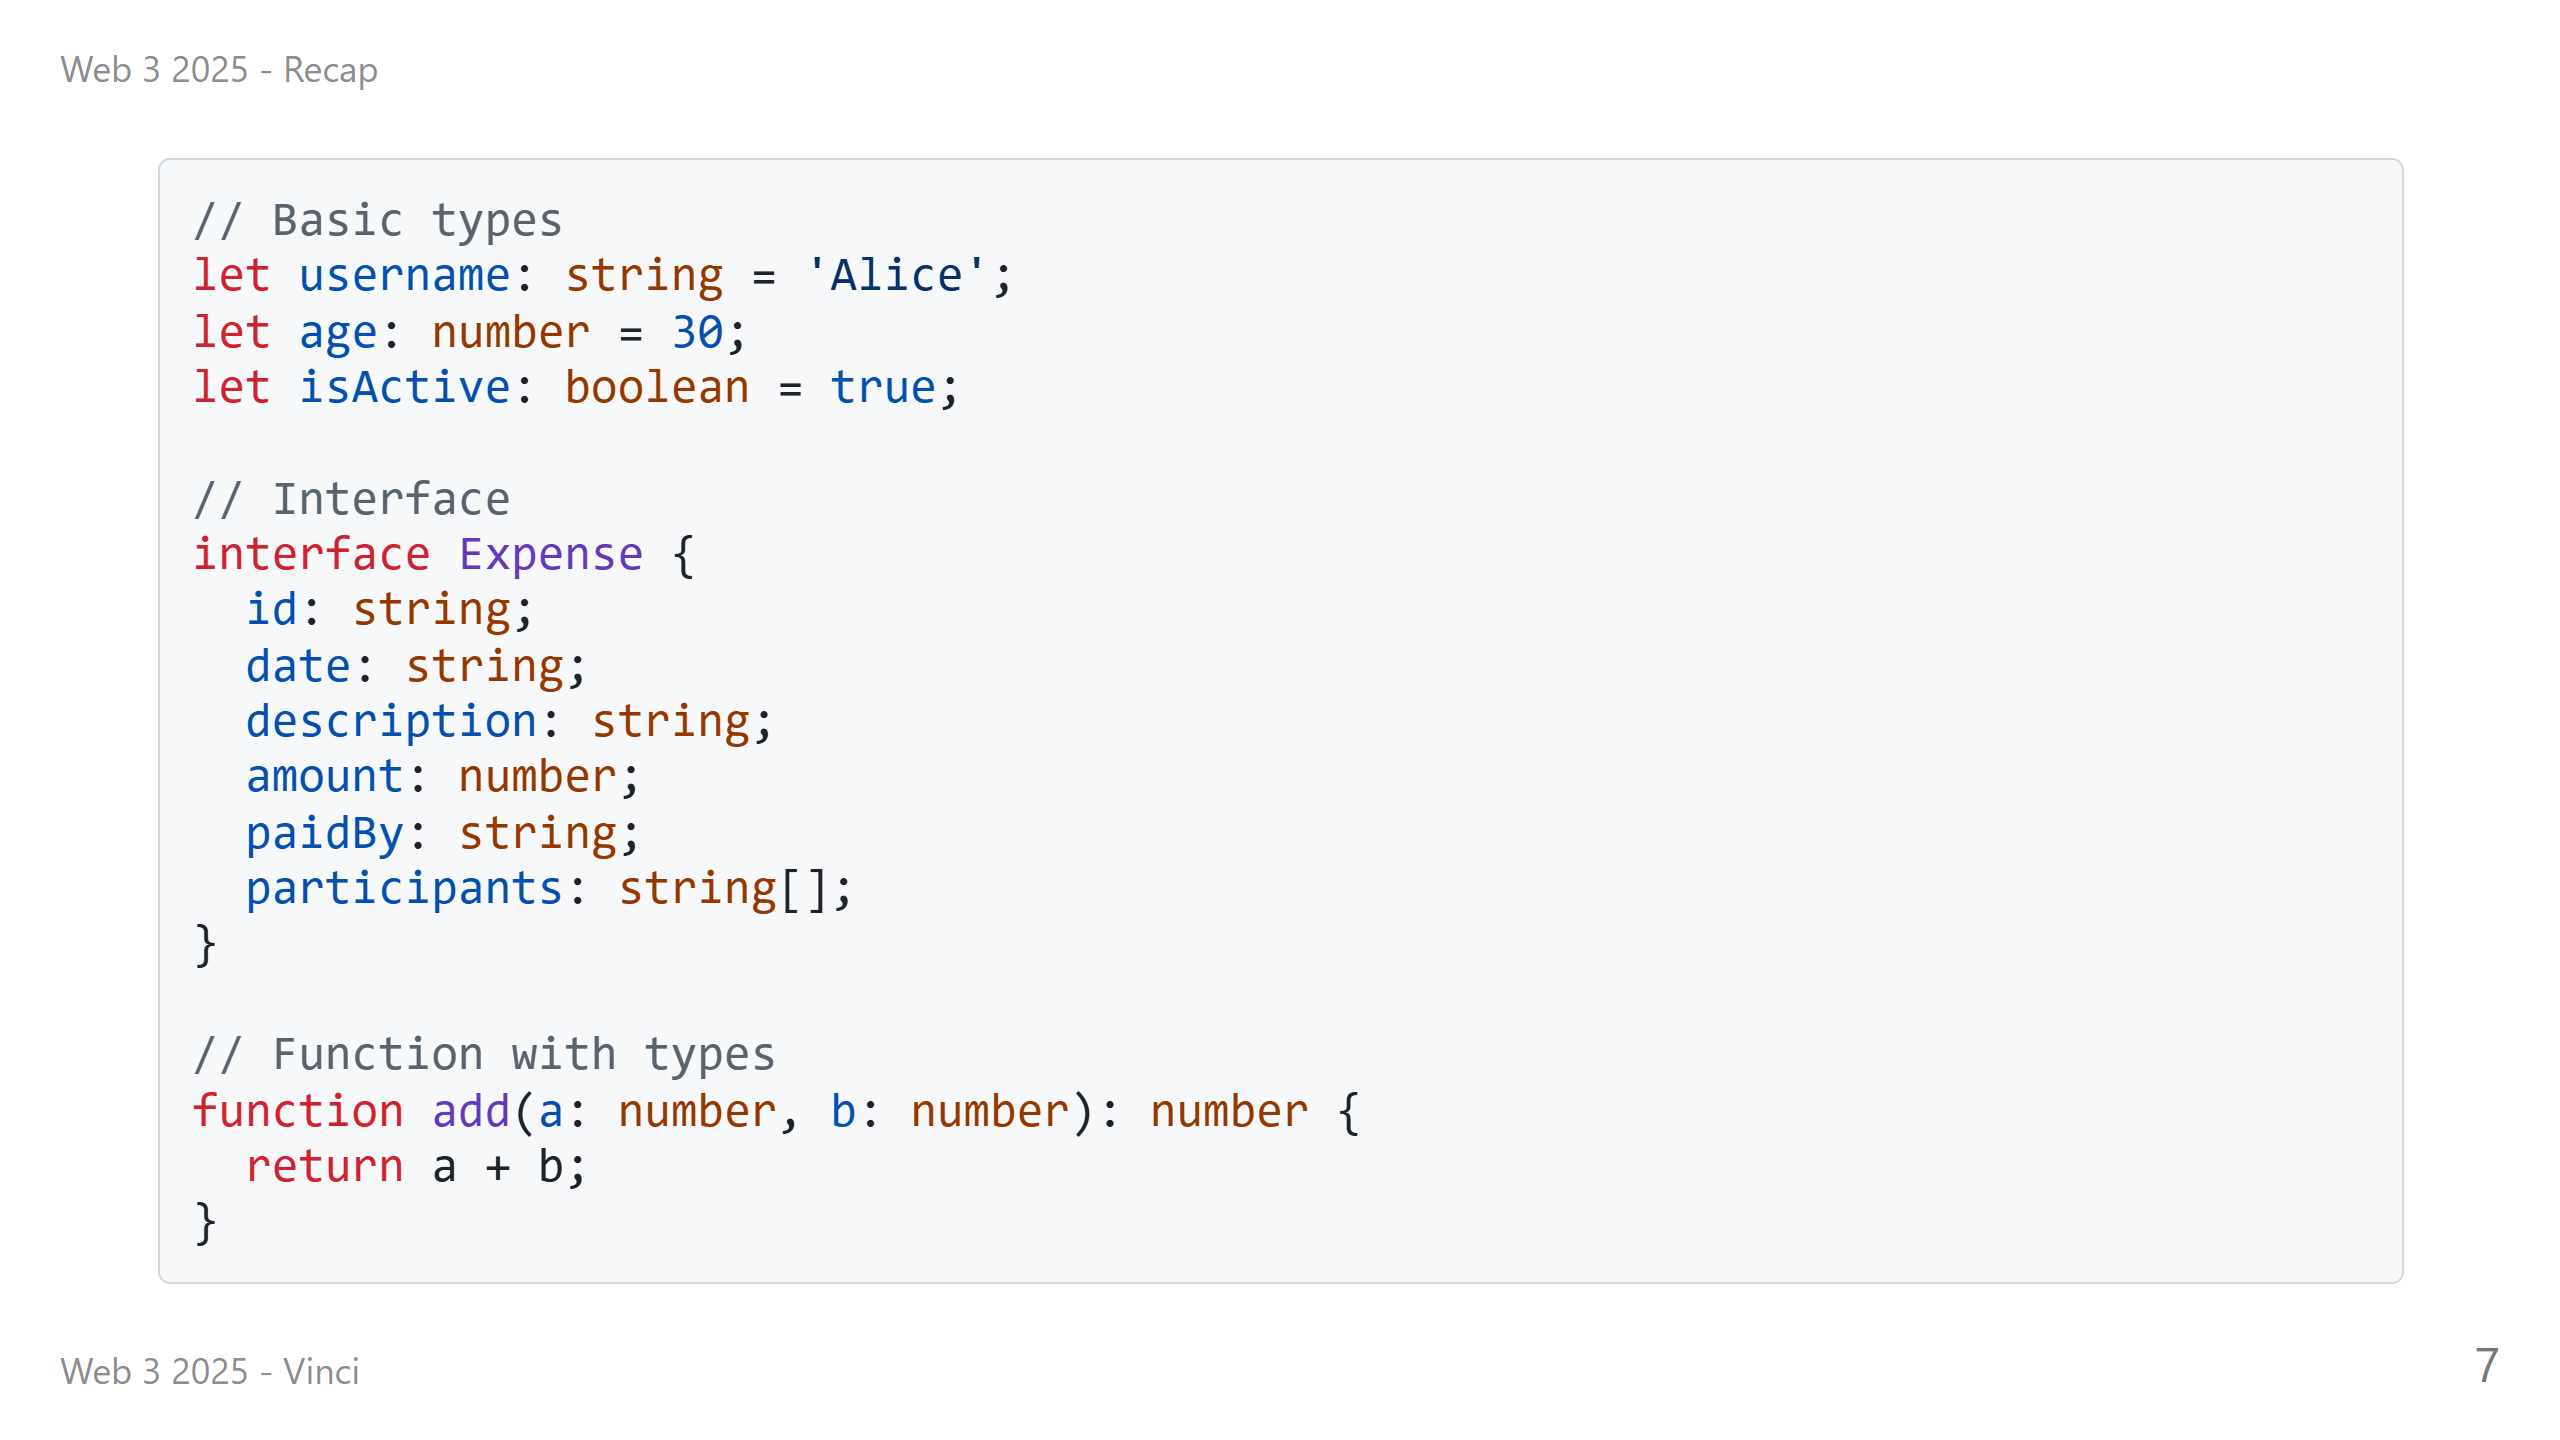 Web 3 2025 - Recap
// Basic types
let username: string = 'Alice';
let age: number = 30;
let isActive: boolean = true;

// Interface
interface Expense {
  id: string;
  date: string;
  description: string;
  amount: number;
  paidBy: string;
  participants: string[];
}

// Function with types
function add(a: number, b: number): number {
  return a + b;
}
Web 3 2025 - Vinci
7